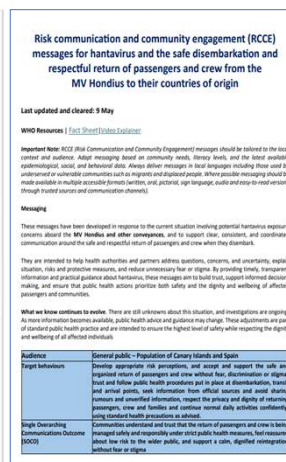 Risk communication and community engagement (RCCE)
messages for hantavirus and the safe disembarkation and
respectful return of passengers and crew from the
MV Hondius to their countries of origin
Last updated and cleared: 9 May
WHO Resources | Fact Sheet|Video Explainer
Important Note: RCCE (Risk Communication and Community Engagement) messages should be tailored to the loca
context and audience. Adapt messaging based on community needs, literacy levels, and the latest available
epidemiological, social, and behavioral data. Always deliver messages in local languages including those used b
underserved or vulnerable communities such as migrants and displaced people. Where possible messaging should b
made available in multiple accessible formats (written, oral, pictorial, sign language, audio and easy-to-read version
through trusted sources and communication channels).
Messaging
These messages have been developed in response to the current situation involving potential hantavirus exposure
concerns aboard the MV Hondius and other conveyances, and to support clear, consistent, and coordinate
communication around the safe and respectful return of passengers and crew when they disembark.
They are intended to help health authorities and partners address questions, concerns, and uncertainty, explai
situation, risks and protective measures, and reduce unnecessary fear or stigma. By providing timely, transparen
information and practical guidance about hantavirus, these messages aim to build trust, support informed decision
making, and ensure that public health actions prioritize both safety and the dignity and wellbeing of affecte
passengers and communities.
What we know continues to evolve. There are still unknowns about this situation, and investigations are ongoing
As more information becomes available, public health advice and guidance may change. These adjustments are par
of standard public health practice and are intended to ensure the highest level of safety while respecting the dignit
and wellbeing of all affected individuals
Audience General public – Population of Canary Islands and Spain
Target behaviours Develop appropriate risk perceptions, and accept and support the safe an
organized return of passengers and crew without fear, discrimination or stigma
trust and follow public health procedures put in place at disembarkation, transi
and arrival points, seek information from official sources and avoid sharin
rumours and unverified information, respect the privacy and dignity of returnin
passengers, crew and families and continue normal daily activities confidently
using standard health precautions as advised.
Single Overarching Communities understand and trust that the return of passengers and crew is bein
Communications Outcome managed safely and responsibly under strict public health measures, feel reassure
(SOCO) about low risk to the wider public, and support a calm, dignified reintegratio
without fear or stigma